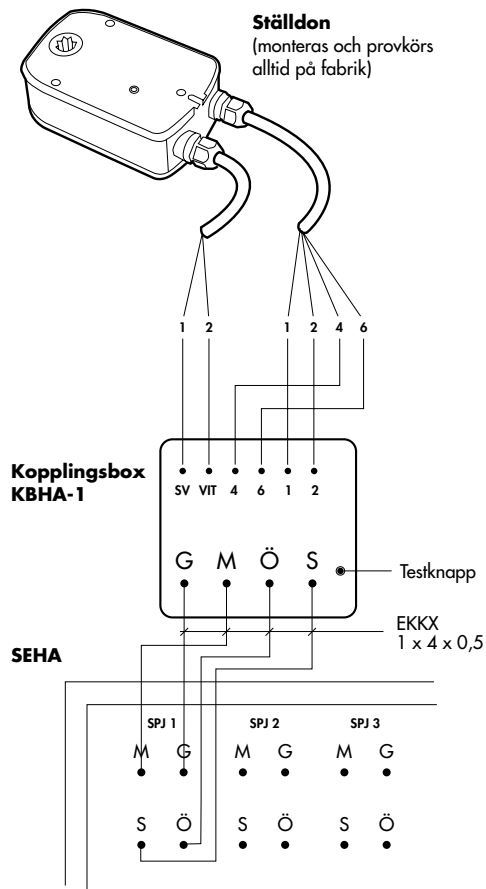 Ställdon
(monteras och provkörs
alltid på fabrik)
1 2 1 2 4 6
Kopplingsbox
KBHA-1
SV VIT 4 6 1 2
G M Ö S
Testknapp
EKKX
1 x 4 x 0,5
SEHA
SPJ 1 SPJ 2 SPJ 3
M G M G M G
S Ö S Ö S Ö